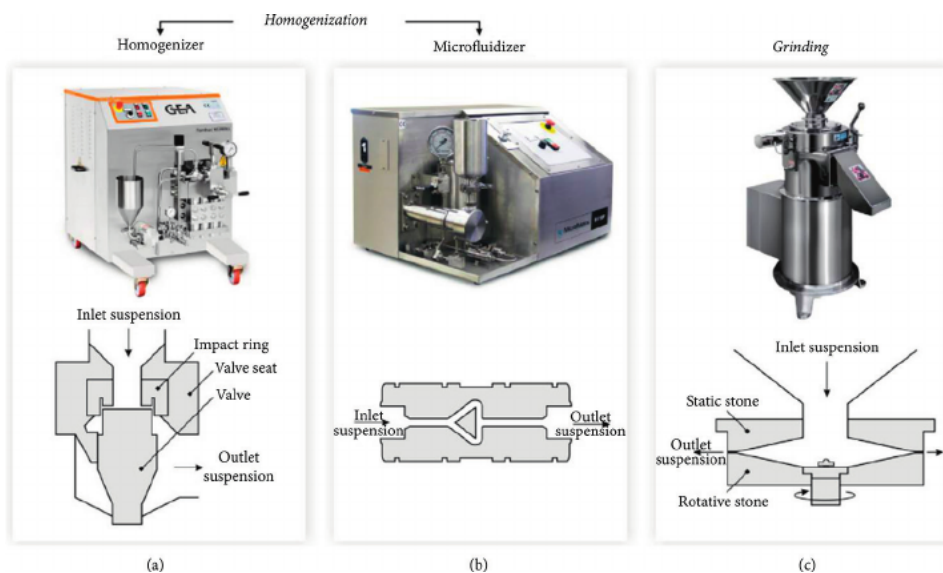 Homogenization
Homogenizer
Microfluidizer
Grinding
GEA
Inlet suspension
Impact ring
Valve seat
Valve
Outlet
suspension
(a)
Inlet
suspension
Outlet
suspension
(b)
Inlet suspension
Static stone
Outlet
suspension
Rotative stone
(c)